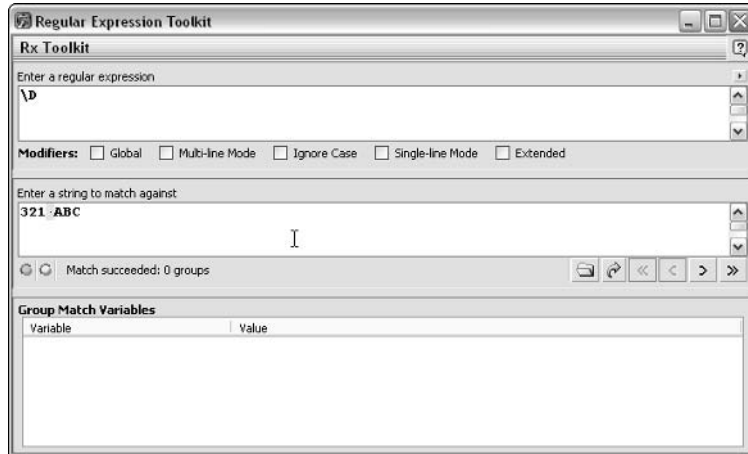 Regular Expression Toolkit
Rx Toolkit
Enter a regular expression
\D
Modifiers: Global Multi-line Mode Ignore Case Single-line Mode Extended
Enter a string to match against
321·ABC
Match succeeded: 0 groups
Group Match Variables
Variable Value